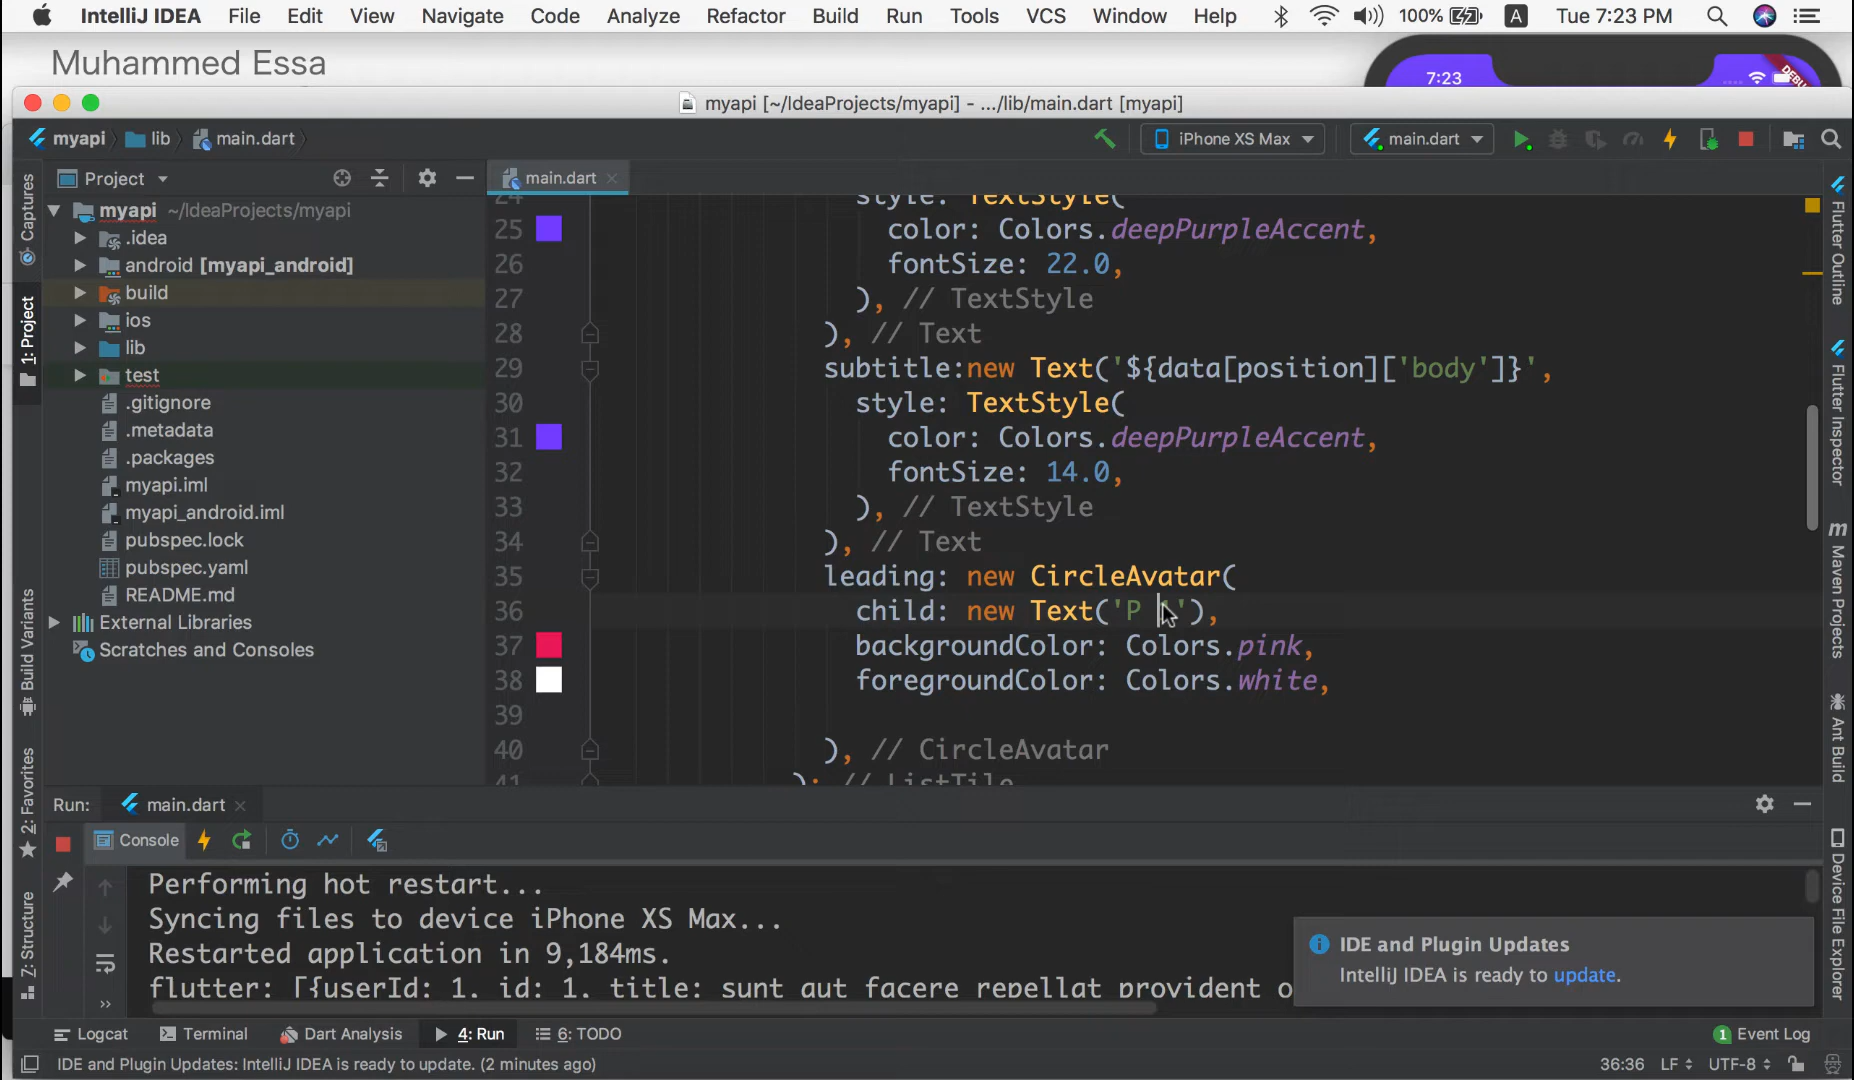 IntelliJ IDEA File Edit View Navigate Code Analyze Refactor Build Run Tools VCS Window Help 100% A Tue 7:23 PM
Muhammed Essa
7:23
DEBUG
myapi [~/IdeaProjects/myapi] - .../lib/main.dart [myapi]
myapi lib main.dart iPhone XS Max main.dart
Project main.dart
myapi ~/IdeaProjects/myapi
.idea
android [myapi_android]
build
ios
lib
test
.gitignore
.metadata
.packages
myapi.iml
myapi_android.iml
pubspec.lock
pubspec.yaml
README.md
External Libraries
Scratches and Consoles
Captures
1: Project
Build Variants
2: Favorites
7: Structure
24 style: TextStyle(
25 color: Colors.deepPurpleAccent,
26 fontSize: 22.0,
27 ), // TextStyle
28 ), // Text
29 subtitle:new Text('${data[position]['body']}',
30 style: TextStyle(
31 color: Colors.deepPurpleAccent,
32 fontSize: 14.0,
33 ), // TextStyle
34 ), // Text
35 leading: new CircleAvatar(
36 child: new Text('P '),
37 backgroundColor: Colors.pink,
38 foregroundColor: Colors.white,
39
40 ), // CircleAvatar
41 ); // ListTile
Flutter Outline
Flutter Inspector
m Maven Projects
Ant Build
Device File Explorer
Run: main.dart
Console
Performing hot restart...
Syncing files to device iPhone XS Max...
Restarted application in 9,184ms.
flutter: [{userId: 1, id: 1, title: sunt aut facere repellat provident o
IDE and Plugin Updates
IntelliJ IDEA is ready to update.
Logcat Terminal Dart Analysis 4: Run 6: TODO 1 Event Log
IDE and Plugin Updates: IntelliJ IDEA is ready to update. (2 minutes ago) 36:36 LF UTF-8